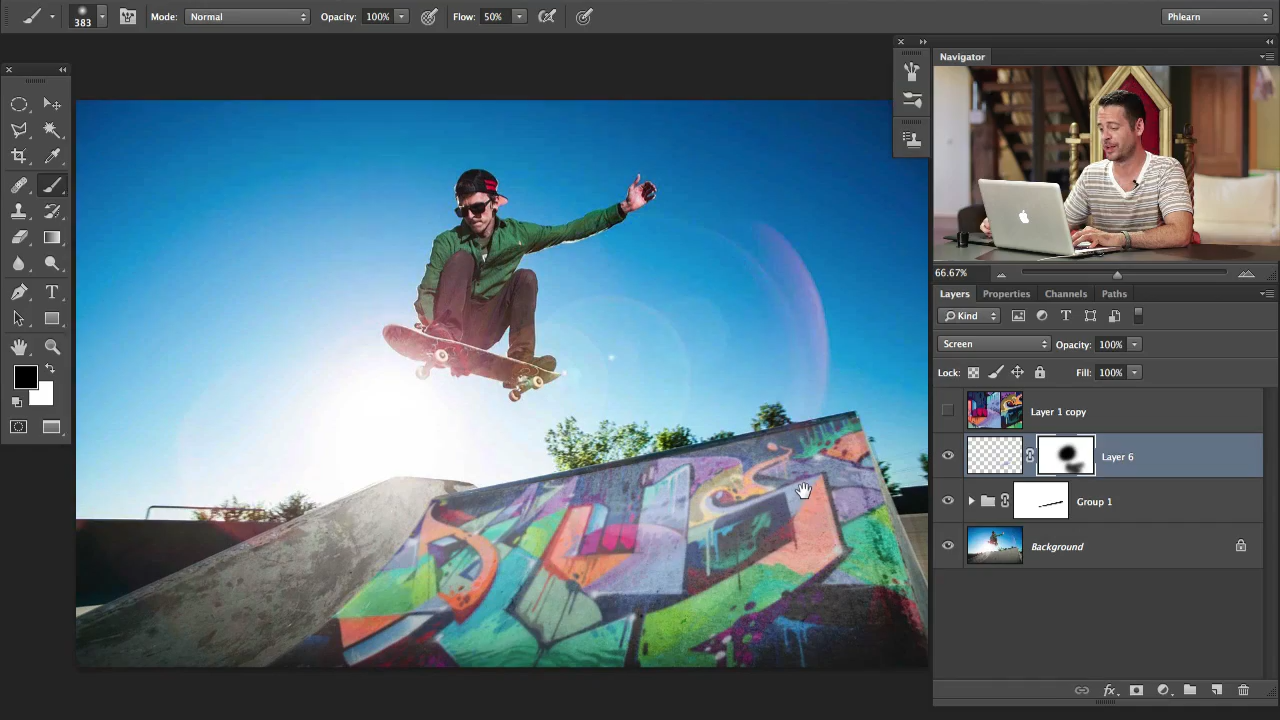 383
Mode: Normal
Opacity: 100%
Flow: 50%
Phlearn
Navigator
66.67%
Layers Properties Channels Paths
Kind
Screen Opacity: 100%
Lock: Fill: 100%
Layer 1 copy
Layer 6
Group 1
Background
fx